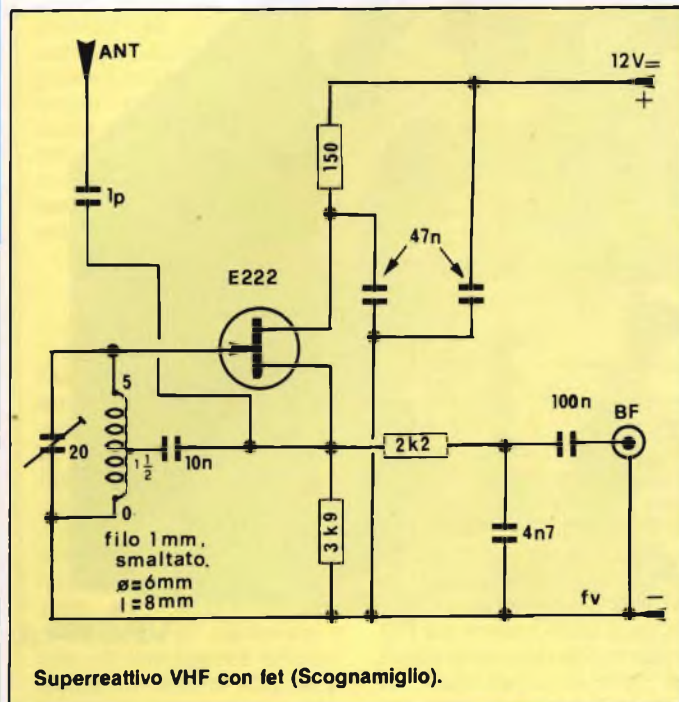 ANT
12V=
+
1p
150
47n
E222
5
20
1 1/2
10n
0
2k2
100n
BF
3k9
4n7
filo 1mm.
smaltato.
ø=6mm
l=8mm
fv
-
Superreattivo VHF con fet (Scognamiglio).